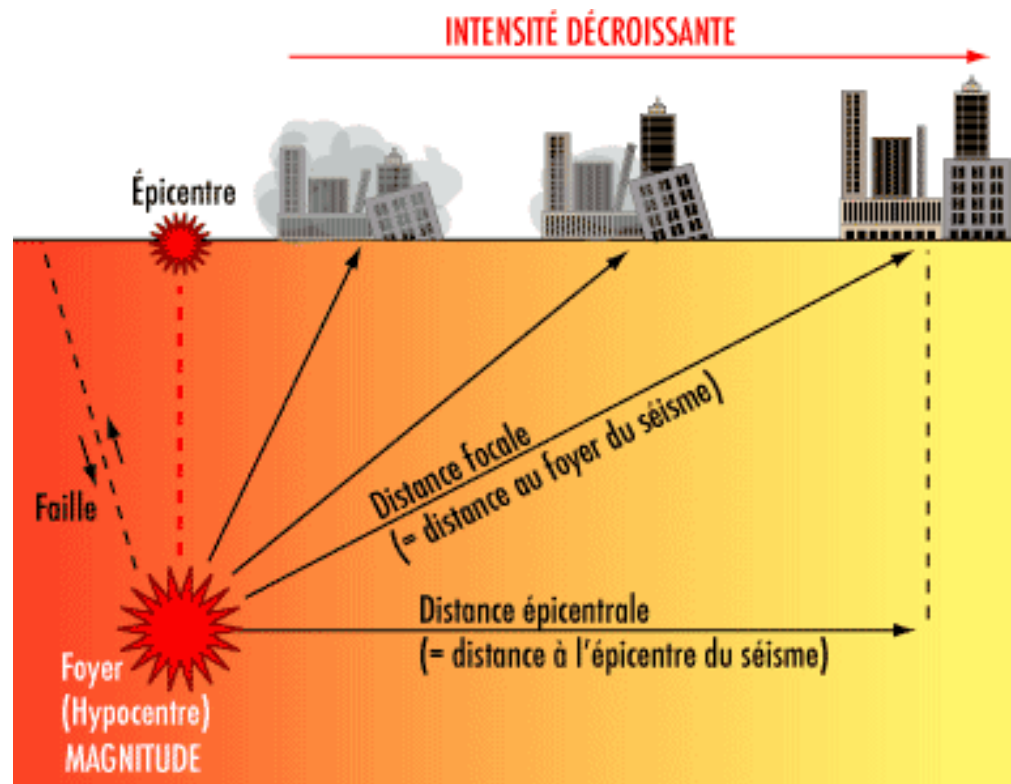 INTENSITÉ DÉCROISSANTE
Épicentre
Faille
Distance focale
(= distance au foyer du séisme)
Distance épicentrale
(= distance à l'épicentre du séisme)
Foyer
(Hypocentre)
MAGNITUDE